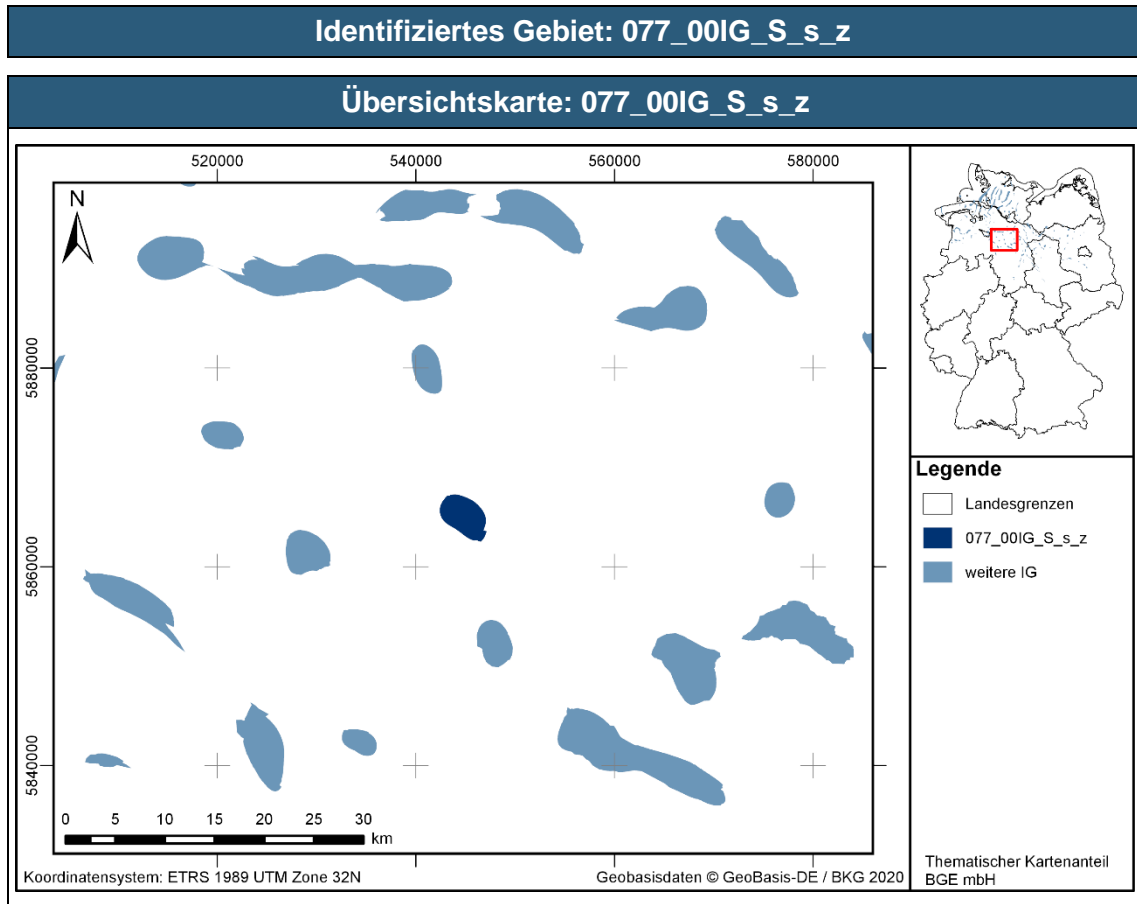 Identifiziertes Gebiet: 077_00IG_S_s_z
Übersichtskarte: 077_00IG_S_s_z
520000 540000 560000 580000
N
5880000
5860000
5840000
0 5 10 15 20 25 30
km
Koordinatensystem: ETRS 1989 UTM Zone 32N
Geobasisdaten © GeoBasis-DE / BKG 2020
Legende
Landesgrenzen
077_00IG_S_s_z
weitere IG
Thematischer Kartenanteil
BGE mbH